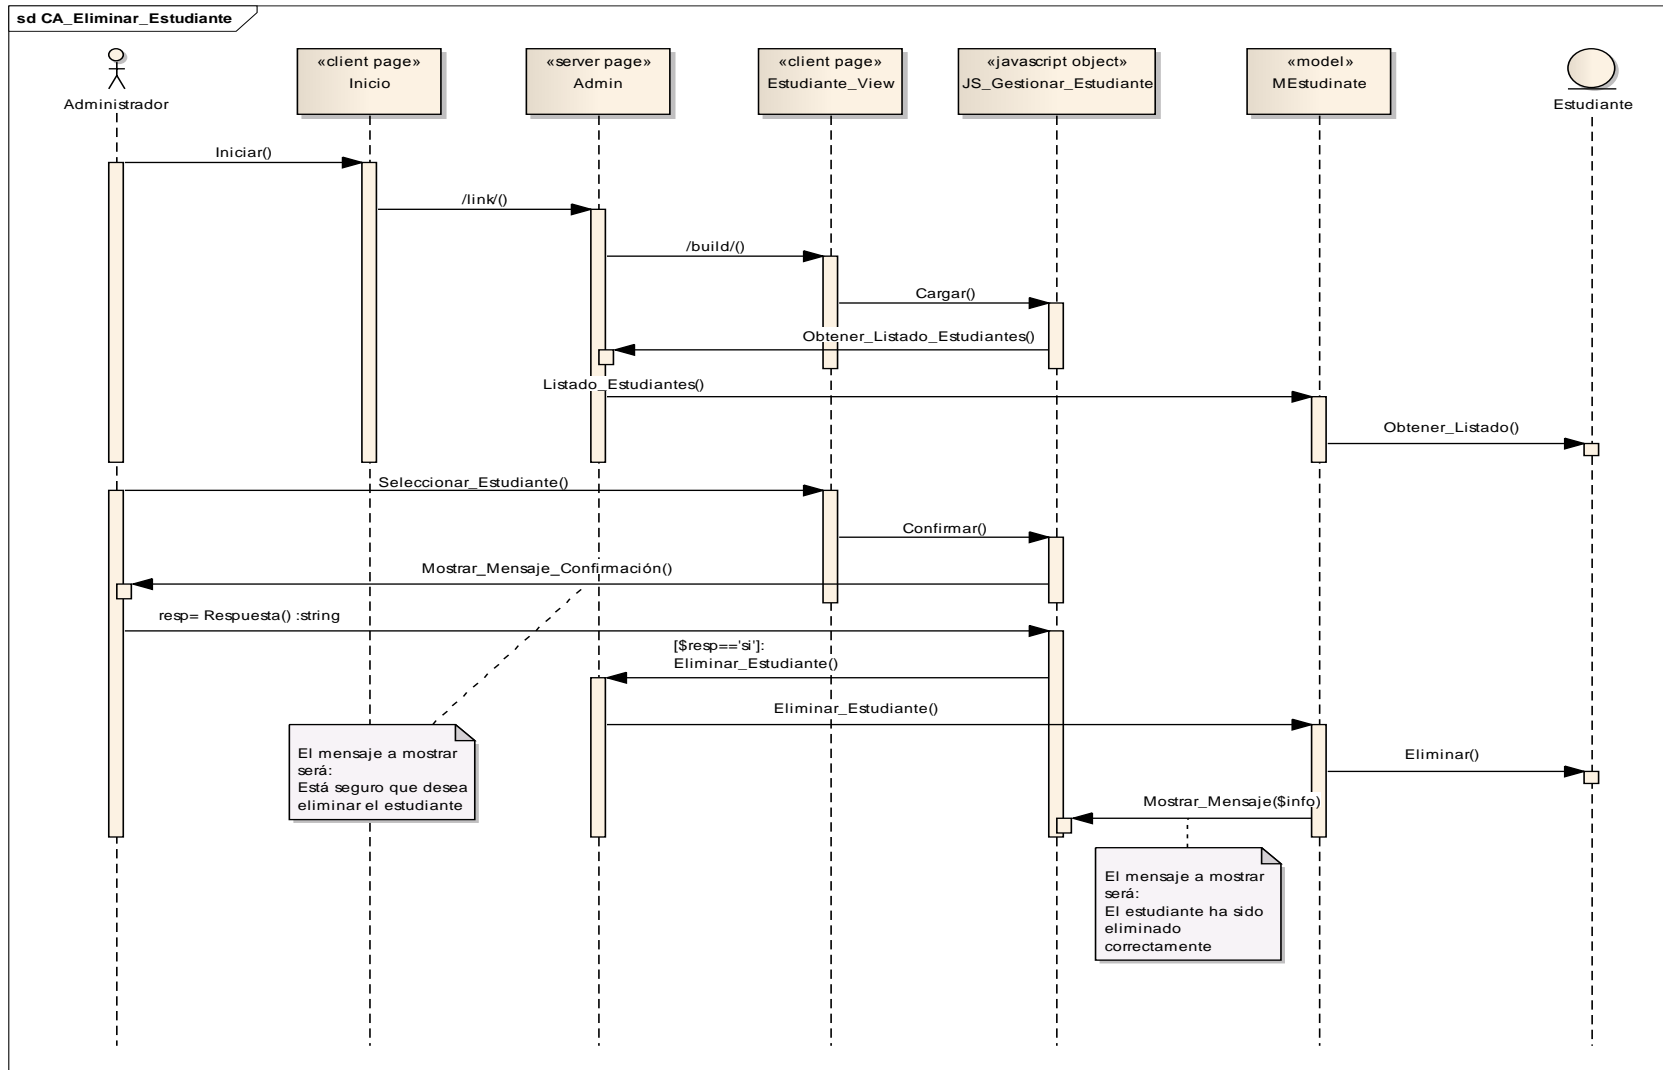 sd CA_Eliminar_Estudiante
Administrador
«client page»
Inicio
«server page»
Admin
«client page»
Estudiante_View
«javascript object»
JS_Gestionar_Estudiante
«model»
MEstudinate
Estudiante
Iniciar()
/link/()
/build/()
Cargar()
Obtener_Listado_Estudiantes()
Listado_Estudiantes()
Obtener_Listado()
Seleccionar_Estudiante()
Confirmar()
Mostrar_Mensaje_Confirmación()
resp= Respuesta() :string
[$resp=='si']:
Eliminar_Estudiante()
Eliminar_Estudiante()
El mensaje a mostrar
será:
Está seguro que desea
eliminar el estudiante
Eliminar()
Mostrar_Mensaje($info)
El mensaje a mostrar
será:
El estudiante ha sido
eliminado
correctamente